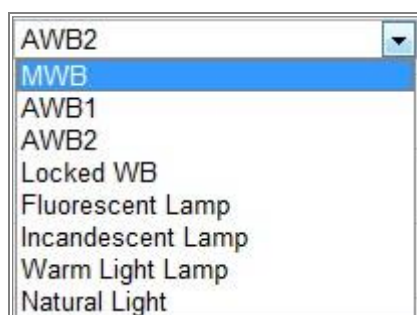 AWB2
MWB
AWB1
AWB2
Locked WB
Fluorescent Lamp
Incandescent Lamp
Warm Light Lamp
Natural Light